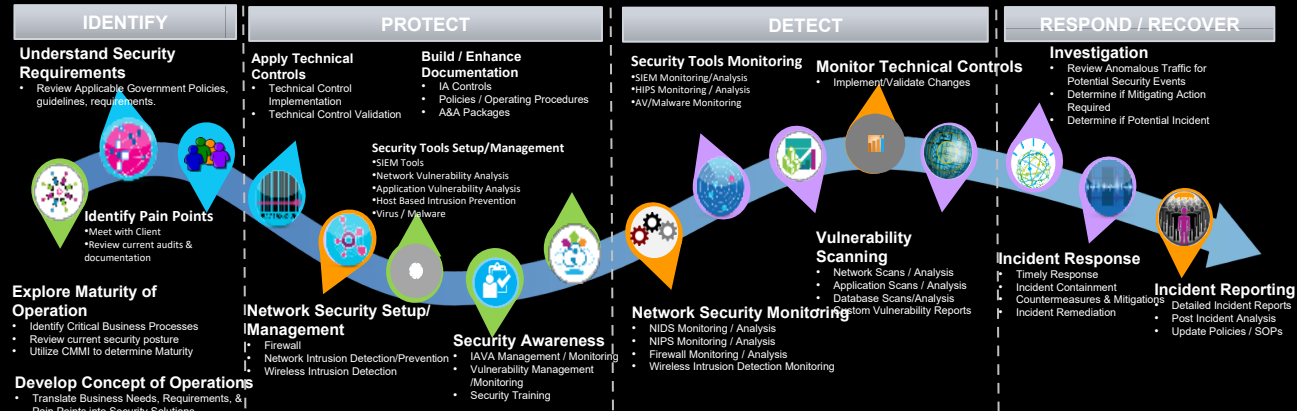 IDENTIFY
Understand Security
Requirements
• Review Applicable Government Policies,
guidelines, requirements.
Identify Pain Points
•Meet with Client
•Review current audits &
documentation
Explore Maturity of
Operation
• Identify Critical Business Processes
• Review current security posture
• Utilize CMMI to determine Maturity
Develop Concept of Operations
• Translate Business Needs, Requirements, &
Pain Points into Security Solutions
PROTECT
Apply Technical
Controls
• Technical Control
Implementation
• Technical Control Validation
Build / Enhance
Documentation
• IA Controls
• Policies / Operating Procedures
• A&A Packages
Security Tools Setup/Management
•SIEM Tools
•Network Vulnerability Analysis
•Application Vulnerability Analysis
•Host Based Intrusion Prevention
•Virus / Malware
Network Security Setup/
Management
• Firewall
• Network Intrusion Detection/Prevention
• Wireless Intrusion Detection
Security Awareness
• IAVA Management / Monitoring
• Vulnerability Management
/Monitoring
• Security Training
DETECT
Security Tools Monitoring
•SIEM Monitoring/Analysis
•HIPS Monitoring / Analysis
•AV/Malware Monitoring
Monitor Technical Controls
• Implement/Validate Changes
Vulnerability
Scanning
• Network Scans / Analysis
• Application Scans / Analysis
• Database Scans/Analysis
• Custom Vulnerability Reports
Network Security Monitoring
• NIDS Monitoring / Analysis
• NIPS Monitoring / Analysis
• Firewall Monitoring / Analysis
• Wireless Intrusion Detection Monitoring
RESPOND / RECOVER
Investigation
• Review Anomalous Traffic for
Potential Security Events
• Determine if Mitigating Action
Required
• Determine if Potential Incident
Incident Response
• Timely Response
• Incident Containment
• Countermeasures & Mitigations
• Incident Remediation
Incident Reporting
• Detailed Incident Reports
• Post Incident Analysis
• Update Policies / SOPs